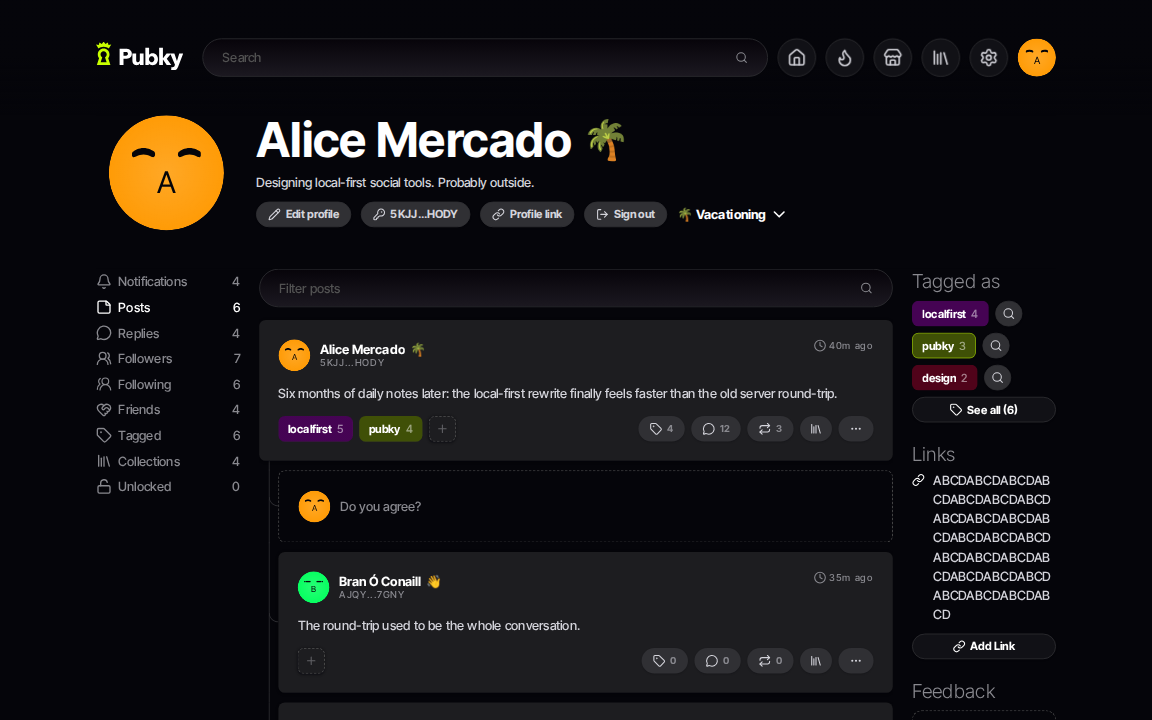 Pubky
Search
A
A
Alice Mercado 🌴
Designing local-first social tools. Probably outside.
Edit profile
5KJJ...HODY
Profile link
Sign out
🌴 Vacationing
Notifications 4
Posts 6
Replies 4
Followers 7
Following 6
Friends 4
Tagged 6
Collections 4
Unlocked 0
Filter posts
A
Alice Mercado 🌴
5KJJ...HODY
40m ago
Six months of daily notes later: the local-first rewrite finally feels faster than the old server round-trip.
localfirst 5
pubky 4
+
4
12
3
A
Do you agree?
B
Bran Ó Conaill 👋
AJQY...7GNY
35m ago
The round-trip used to be the whole conversation.
+
0
0
0
Tagged as
localfirst 4
pubky 3
design 2
See all (6)
Links
ABCDABCDABCDAB
CDABCDABCDABCD
ABCDABCDABCDAB
CDABCDABCDABCD
ABCDABCDABCDAB
CDABCDABCDABCD
ABCDABCDABCDAB
CD
Add Link
Feedback